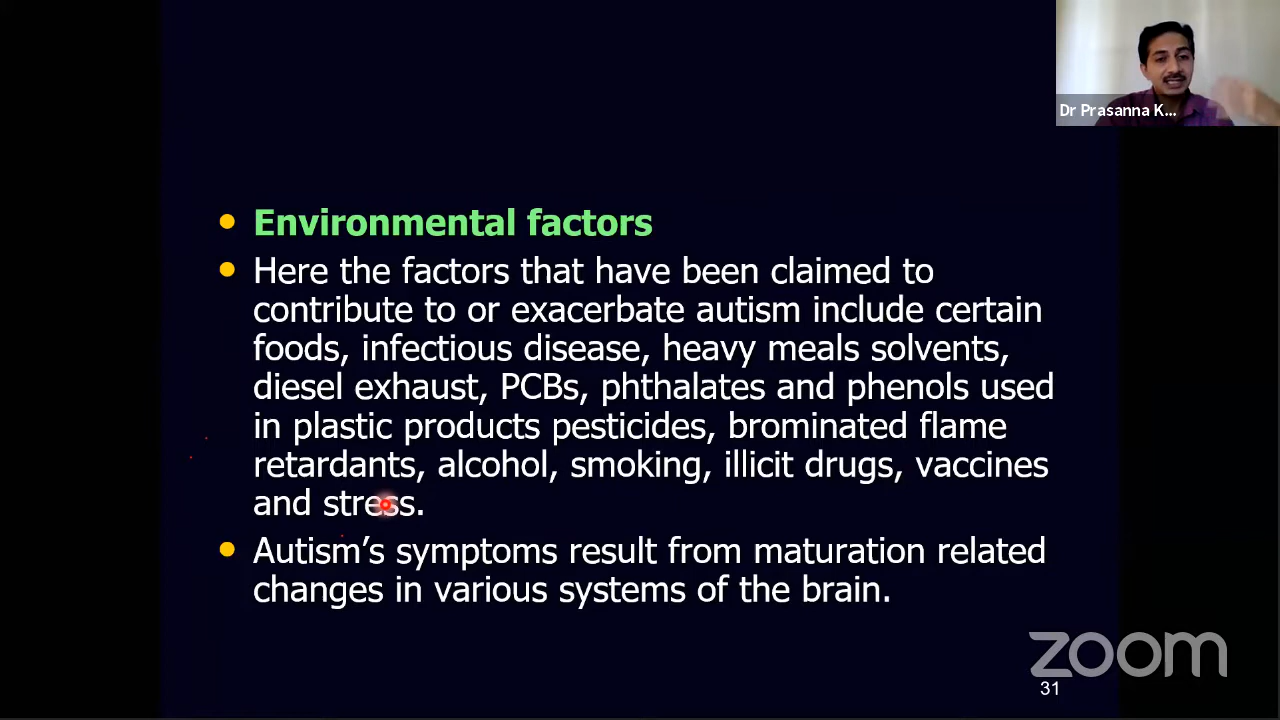 Dr Prasanna K...
Environmental factors
Here the factors that have been claimed to
contribute to or exacerbate autism include certain
foods, infectious disease, heavy meals solvents,
diesel exhaust, PCBs, phthalates and phenols used
in plastic products pesticides, brominated flame
retardants, alcohol, smoking, illicit drugs, vaccines
and stress.
Autism’s symptoms result from maturation related
changes in various systems of the brain.
zoom
31